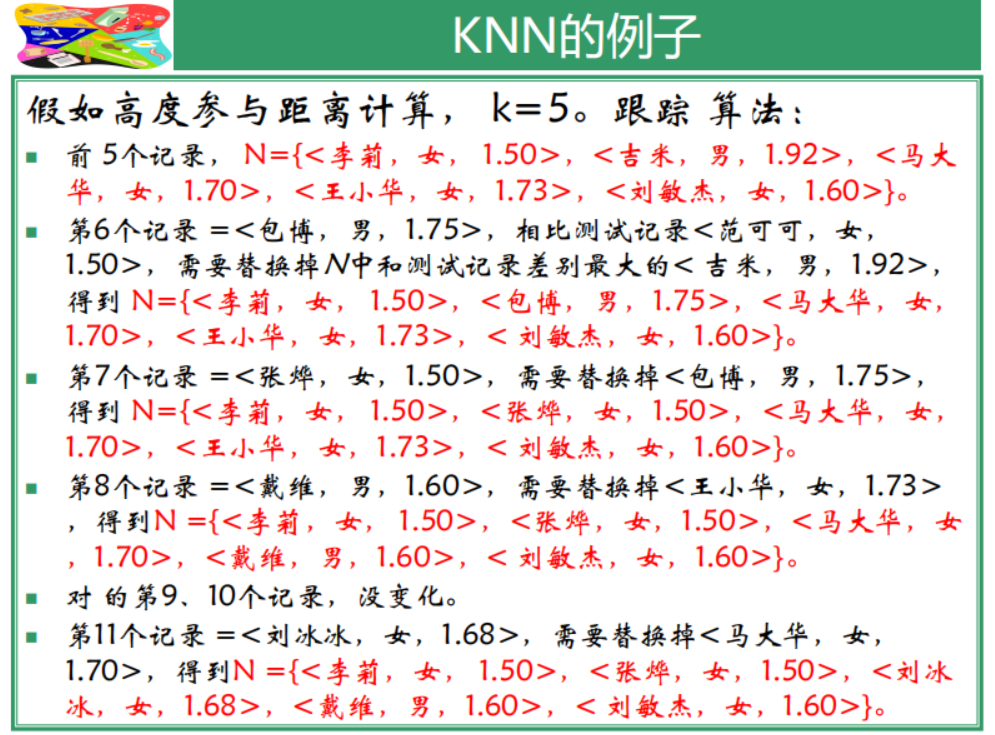 KNN的例子
假如高度参与距离计算， k=5。跟踪 算法：
前 5个记录， N={<李莉，女，1.50>，<吉米，男，1.92>，<马大
华，女，1.70>，<王小华，女，1.73>，<刘敏杰，女，1.60>}。
第6个记录 =<包博，男，1.75>，相比测试记录<范可可，女，
1.50>，需要替换掉N中和测试记录差别最大的< 吉米，男，1.92>，
得到 N={<李莉，女，1.50>，<包博，男，1.75>，<马大华，女，
1.70>，<王小华，女，1.73>，< 刘敏杰，女，1.60>}。
第7个记录 =<张烨，女，1.50>，需要替换掉<包博，男，1.75>，
得到 N={<李莉，女，1.50>，<张烨，女，1.50>，<马大华，女，
1.70>，<王小华，女，1.73>，< 刘敏杰，女，1.60>}。
第8个记录 =<戴维，男，1.60>，需要替换掉<王小华，女，1.73>
，得到N ={<李莉，女，1.50>，<张烨，女，1.50>，<马大华，女
，1.70>，<戴维，男，1.60>，< 刘敏杰，女，1.60>}。
对 的第9、10个记录，没变化。
第11个记录 =<刘冰冰，女，1.68>，需要替换掉<马大华，女，
1.70>，得到N ={<李莉，女，1.50>，<张烨，女，1.50>，<刘冰
冰，女，1.68>，<戴维，男，1.60>，< 刘敏杰，女，1.60>}。